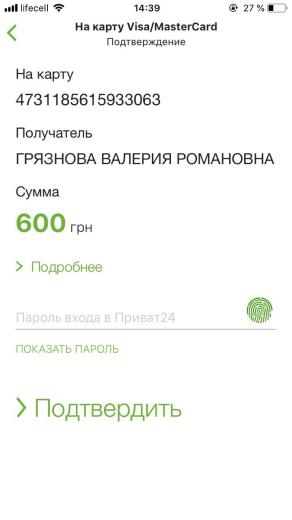 lifecell 14:39 27 %
На карту Visa/MasterCard
Подтверждение
На карту
4731185615933063
Получатель
ГРЯЗНОВА ВАЛЕРИЯ РОМАНОВНА
Сумма
600 грн
Подробнее
Пароль входа в Приват24
ПОКАЗАТЬ ПАРОЛЬ
Подтвердить